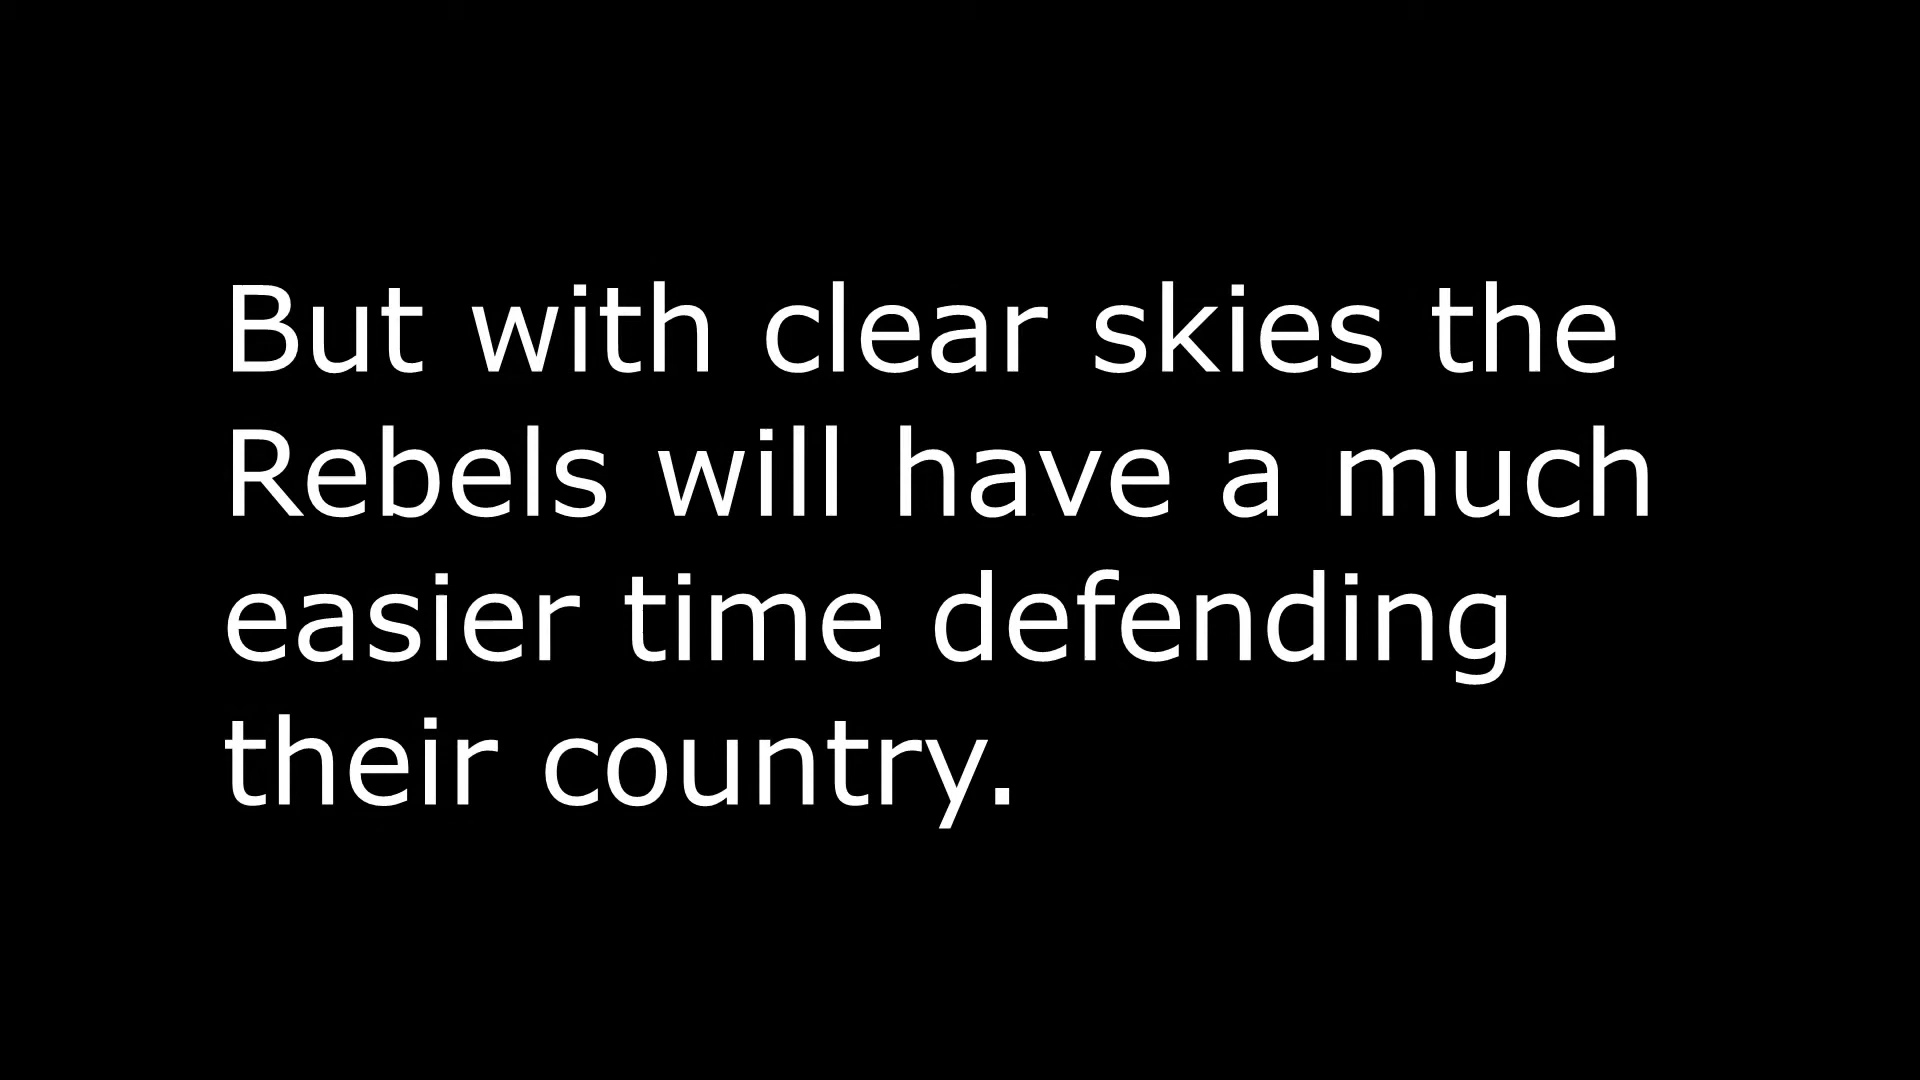 But with clear skies the
Rebels will have a much
easier time defending
their country.